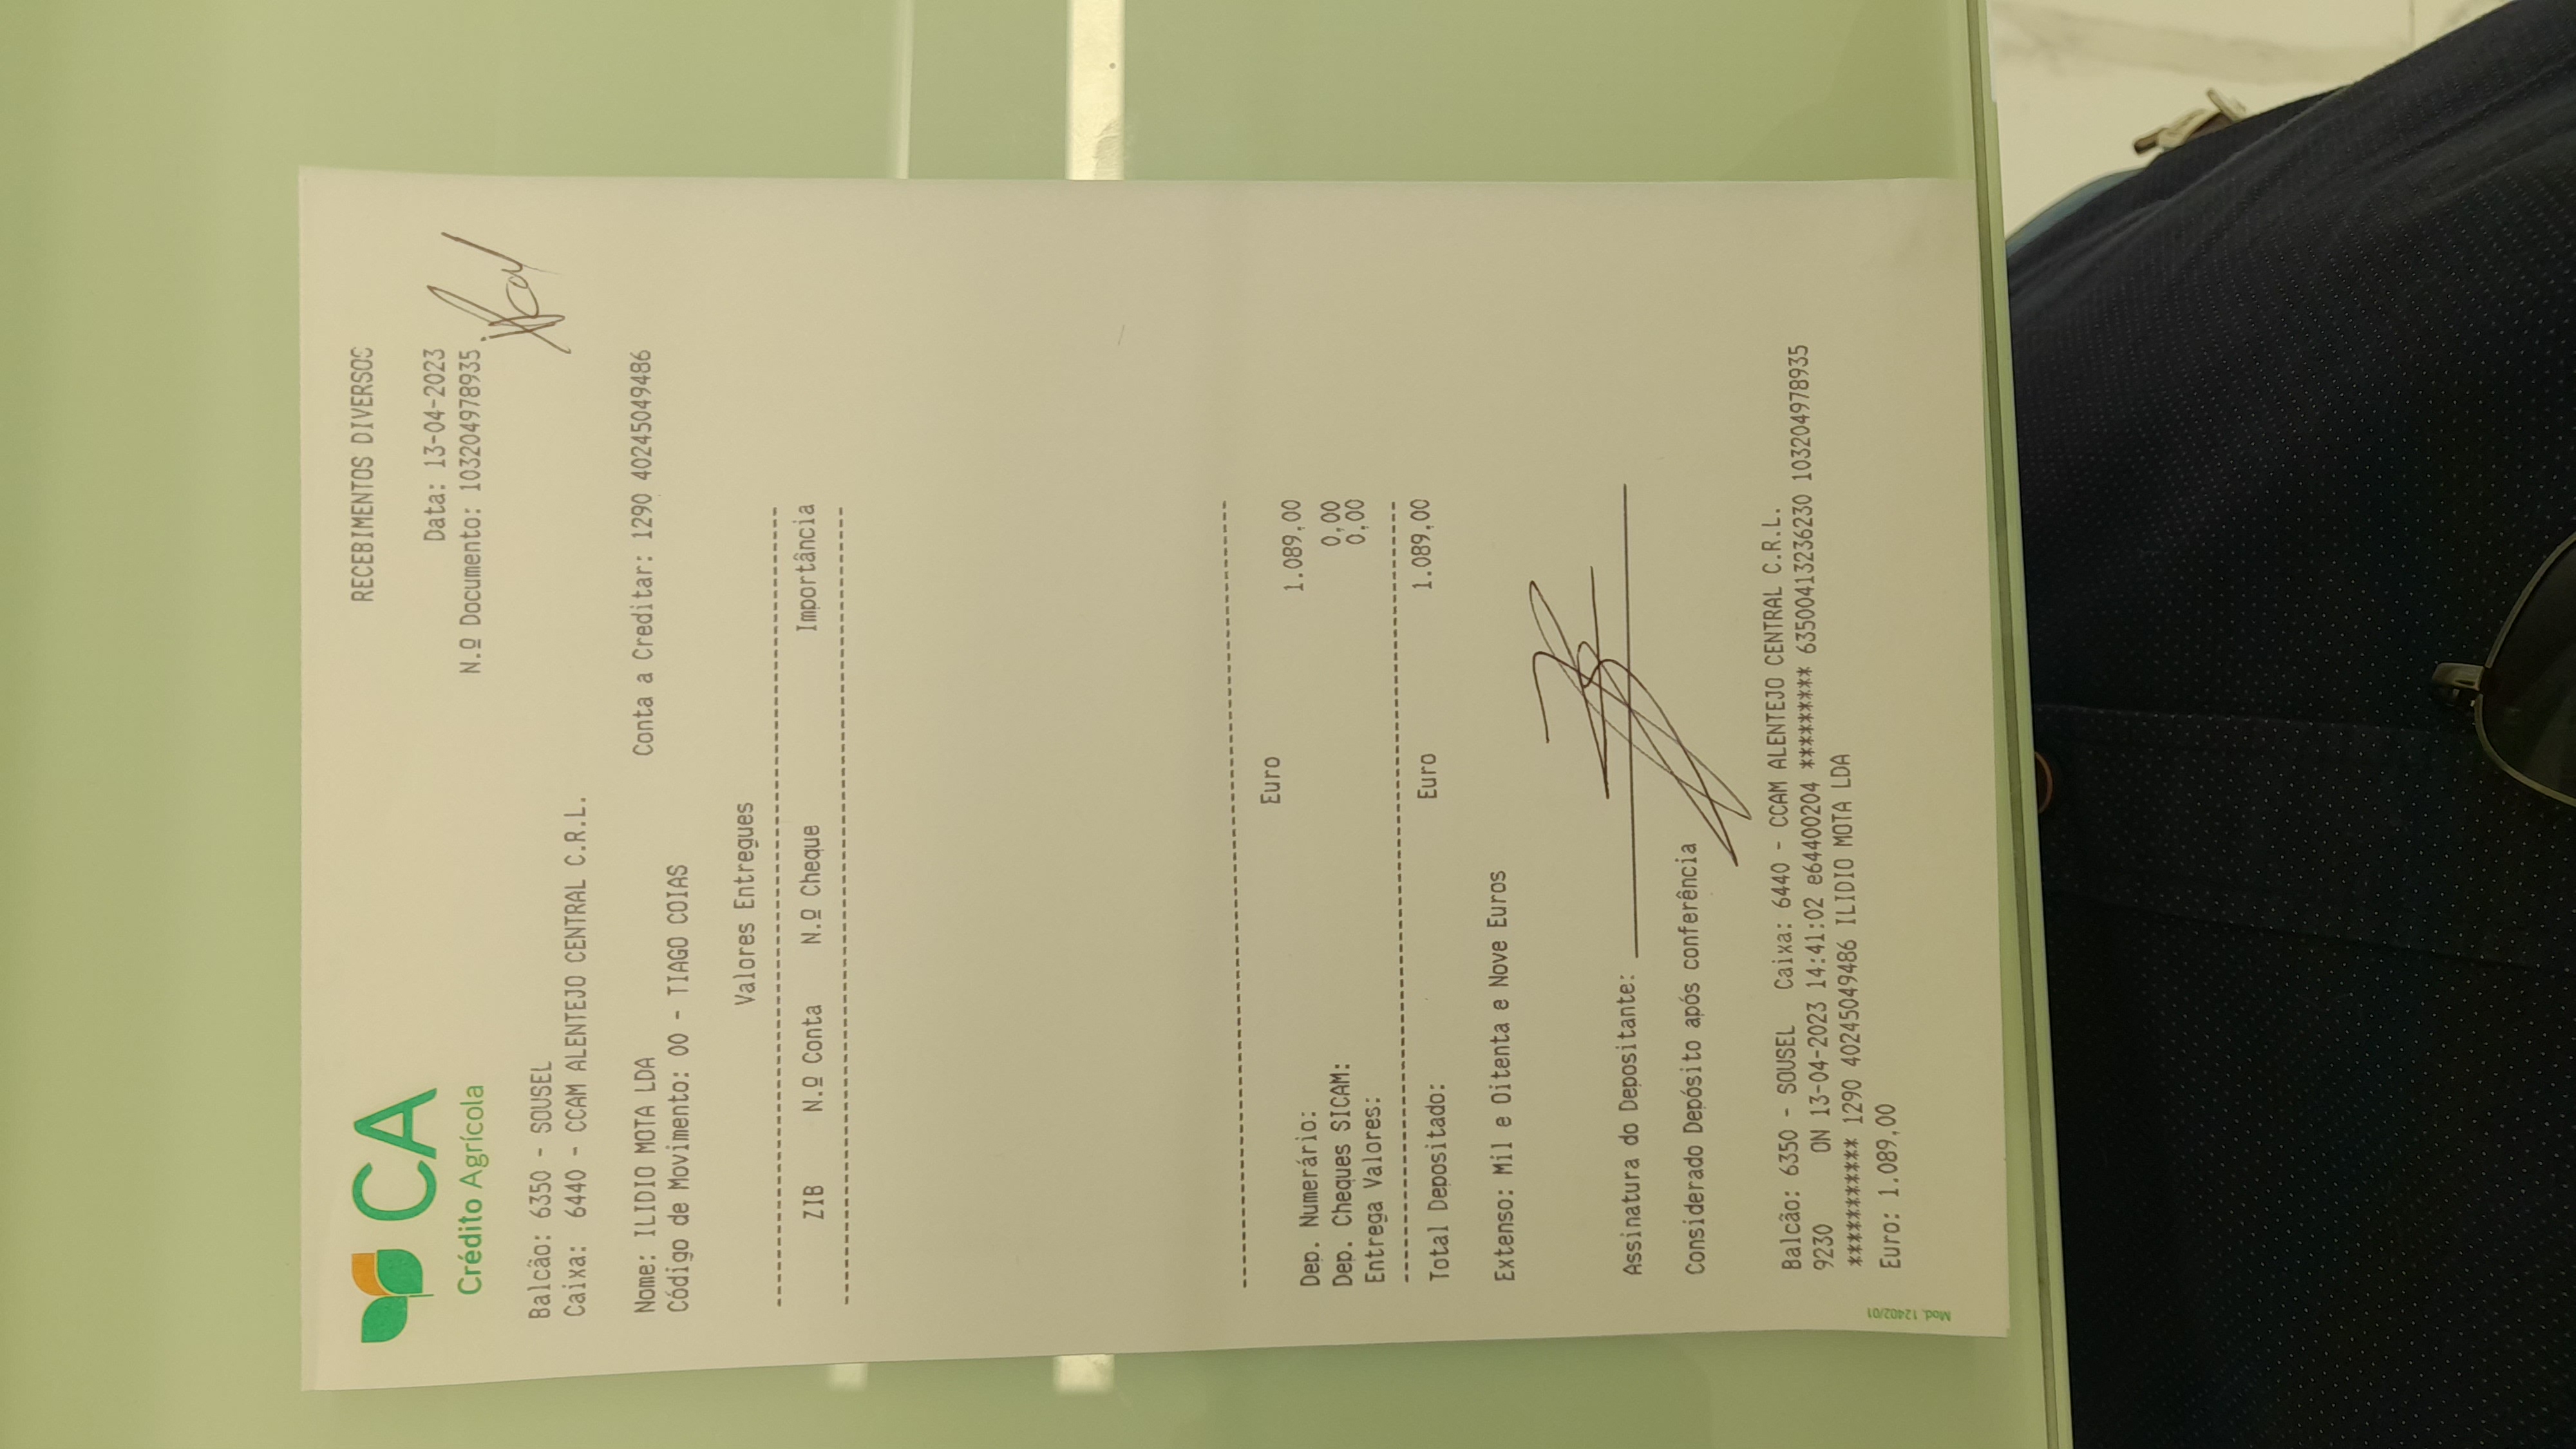 CA
Crédito Agrícola
RECEBIMENTOS DIVERSOS
Data: 13-04-2023
N.º Documento: 103204978935
Balcão: 6350 - SOUSEL
Caixa: 6440 - CCAM ALENTEJO CENTRAL C.R.L.
Nome: ILIDIO MOTA LDA Conta a Creditar: 1290 40245049486
Código de Movimento: 00 - TIAGO COIAS
Valores Entregues
ZIB N.º Conta N.º Cheque Importância
Euro
Dep. Numerário: 1.089,00
Dep. Cheques SICAM: 0,00
Entrega Valores: 0,00
Total Depositado: Euro 1.089,00
Extenso: Mil e Oitenta e Nove Euros
Assinatura do Depositante:
Considerado Depósito após conferência
Balcão: 6350 - SOUSEL Caixa: 6440 - CCAM ALENTEJO CENTRAL C.R.L.
9230 ON 13-04-2023 14:41:02 e64400204 ********* 63500413236230 103204978935
*********** 1290 40245049486 ILIDIO MOTA LDA
Euro: 1.089,00
Mod. 12402/01